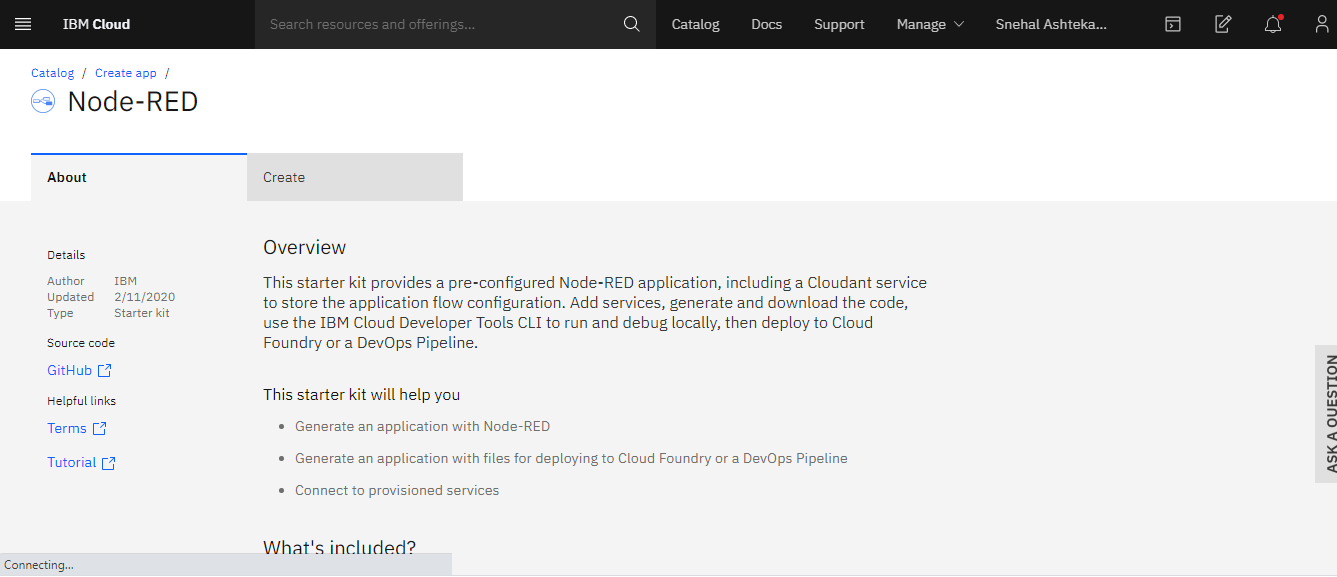 IBM Cloud
Search resources and offerings...
Catalog
Docs
Support
Manage
Snehal Ashteka...
Catalog / Create app /
Node-RED
About
Create
Details
Author IBM
Updated 2/11/2020
Type Starter kit
Source code
GitHub
Helpful links
Terms
Tutorial
Overview
This starter kit provides a pre-configured Node-RED application, including a Cloudant service
to store the application flow configuration. Add services, generate and download the code,
use the IBM Cloud Developer Tools CLI to run and debug locally, then deploy to Cloud
Foundry or a DevOps Pipeline.
This starter kit will help you
• Generate an application with Node-RED
• Generate an application with files for deploying to Cloud Foundry or a DevOps Pipeline
• Connect to provisioned services
What's included?
ASK A QUESTION
Connecting...